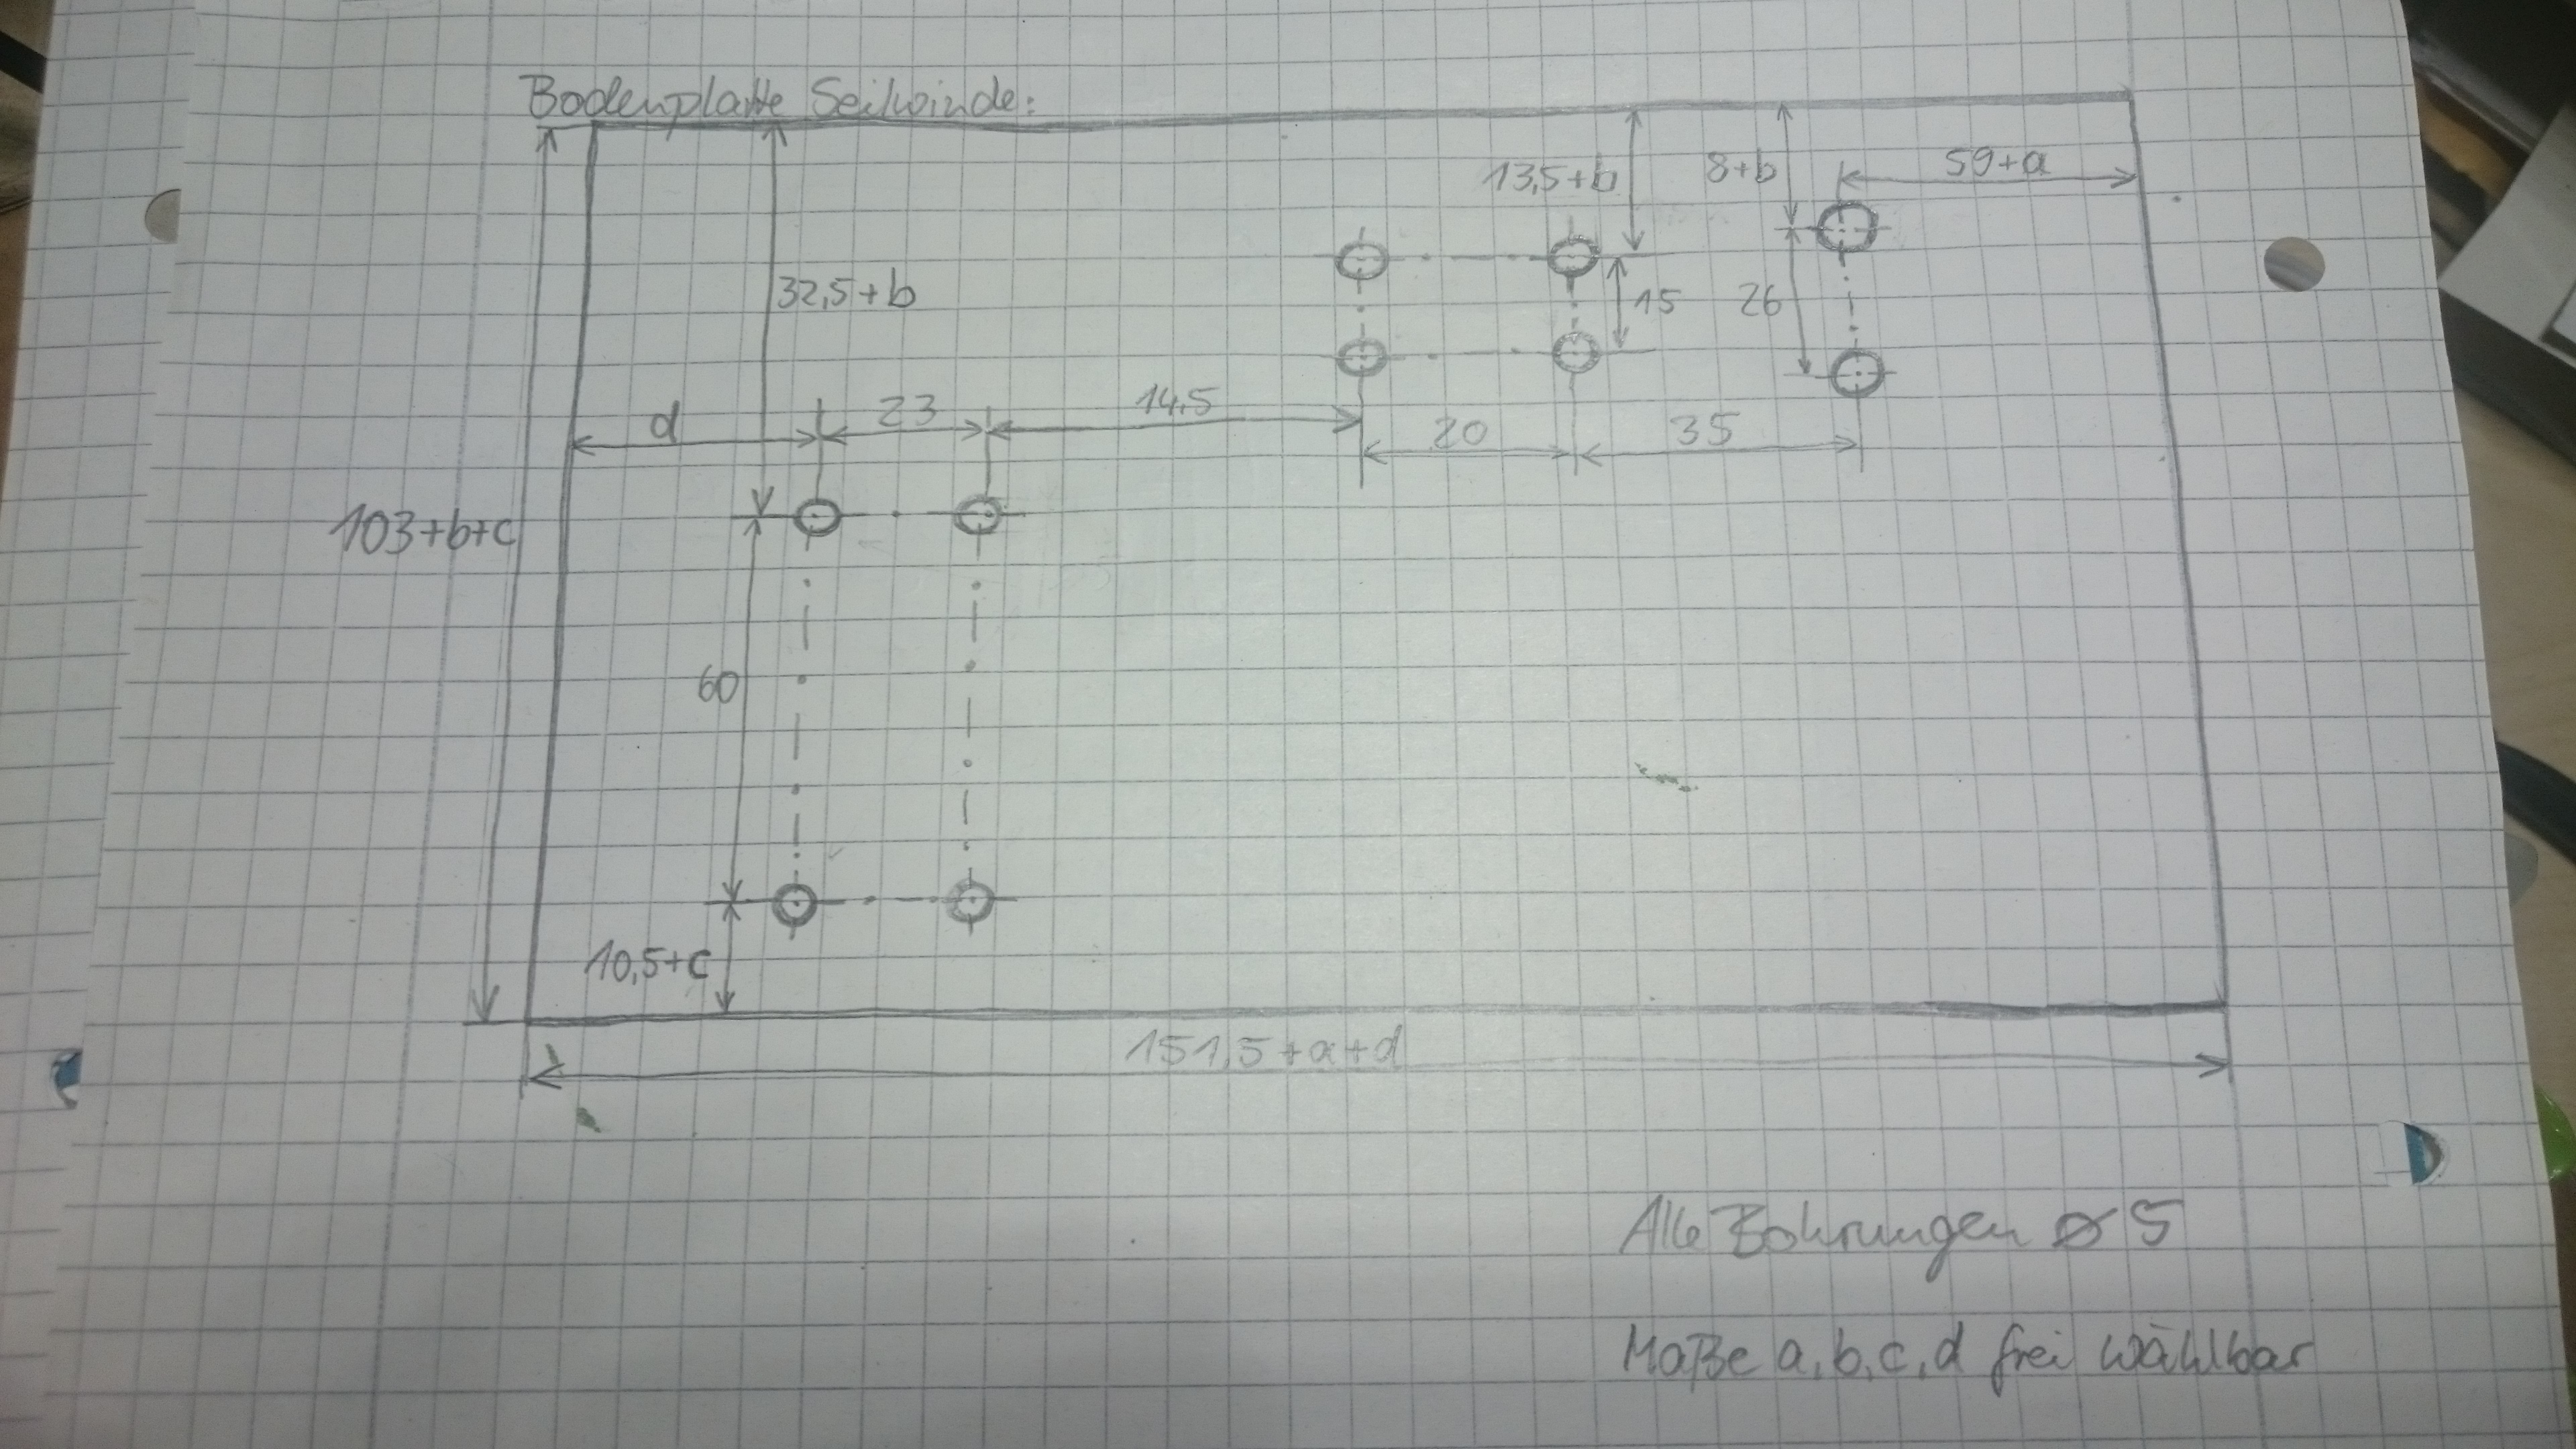 Bodenplatte Seilwinde:
13,5+b
8+b
59+a
32,5+b
15
26
d
23
14,5
20
35
103+b+c
60
10,5+c
151,5+a+d
Alle Bohrungen ø 5
Maße a,b,c,d frei wählbar